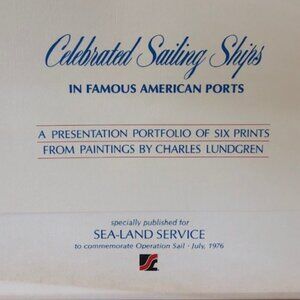 Celebrated Sailing Ships
IN FAMOUS AMERICAN PORTS
A PRESENTATION PORTFOLIO OF SIX PRINTS
FROM PAINTINGS BY CHARLES LUNDGREN
specially published for
SEA-LAND SERVICE
to commemorate Operation Sail · July, 1976